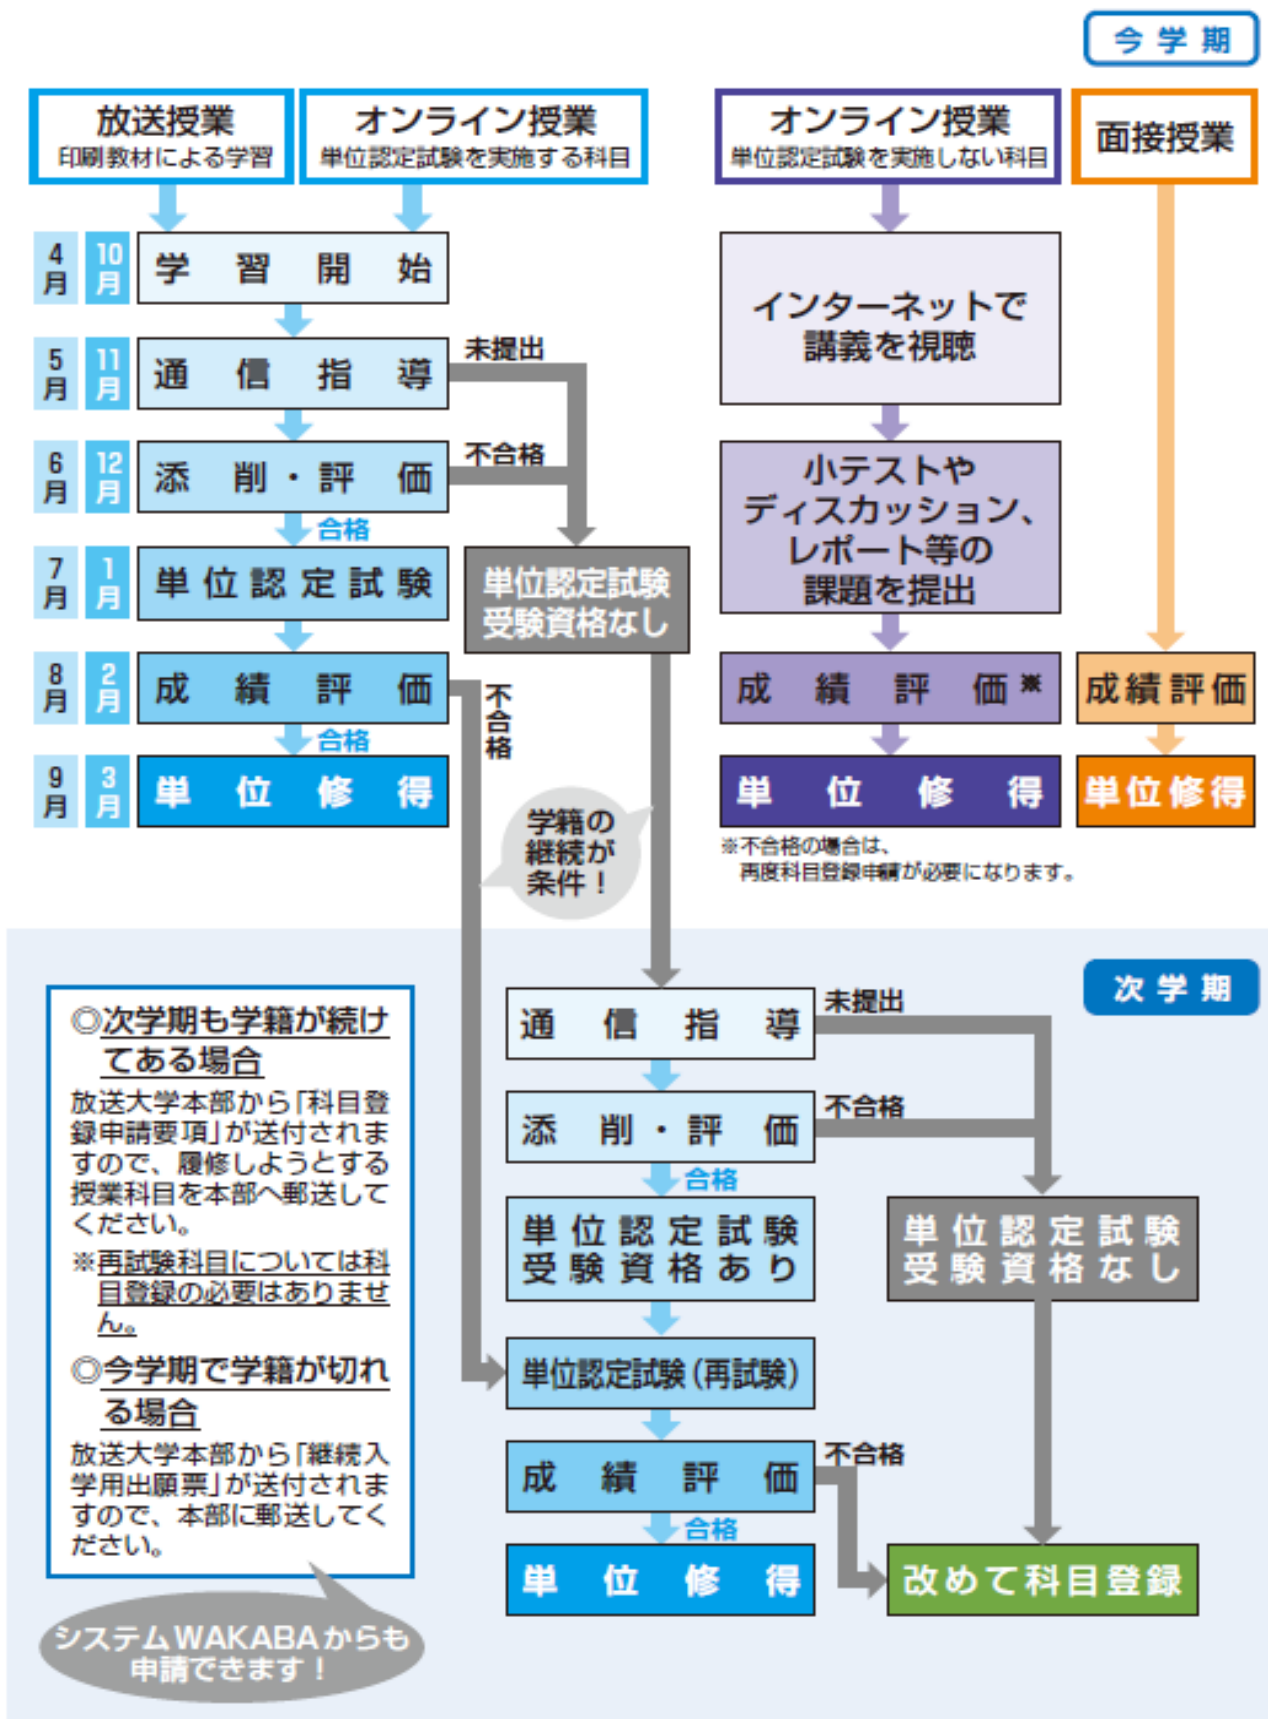 今学期
放送授業
印刷教材による学習
オンライン授業
単位認定試験を実施する科目
オンライン授業
単位認定試験を実施しない科目
面接授業
4月
10月
学習開始
5月
11月
通信指導
未提出
6月
12月
添削・評価
不合格
合格
7月
1月
単位認定試験
単位認定試験
受験資格なし
8月
2月
成績評価
不合格
合格
9月
3月
単位修得
学籍の
継続が
条件！
インターネットで
講義を視聴
小テストや
ディスカッション、
レポート等の
課題を提出
成績評価※
単位修得
※不合格の場合は、
再度科目登録申請が必要になります。
成績評価
単位修得
次学期
◎次学期も学籍が続け
てある場合
放送大学本部から「科目登
録申請要項」が送付されま
すので、履修しようとする
授業科目を本部へ郵送して
ください。
※再試験科目については科
目登録の必要はありませ
ん。
◎今学期で学籍が切れ
る場合
放送大学本部から「継続入
学用出願票」が送付されま
すので、本部に郵送してく
ださい。
システムWAKABAからも
申請できます！
通信指導
未提出
添削・評価
不合格
合格
単位認定試験
受験資格あり
単位認定試験
受験資格なし
単位認定試験（再試験）
成績評価
不合格
合格
単位修得
改めて科目登録